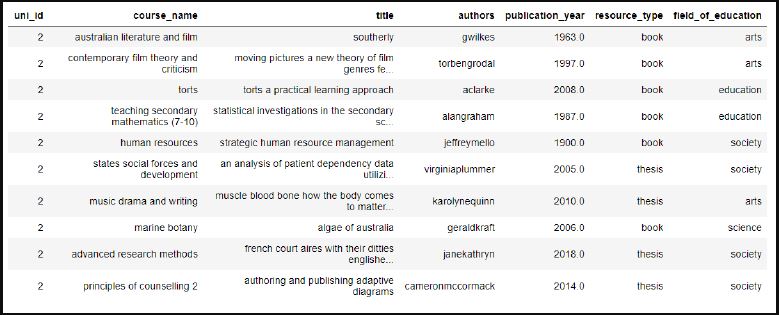 uni_id course_name title authors publication_year resource_type field_of_education
2 australian literature and film southerly gwilkes 1963.0 book arts
2 contemporary film theory and criticism moving pictures a new theory of film genres fe... torbengrodal 1997.0 book arts
2 torts torts a practical learning approach aclarke 2008.0 book education
2 teaching secondary mathematics (7-10) statistical investigations in the secondary sc... alangraham 1987.0 book education
2 human resources strategic human resource management jeffreymello 1900.0 book society
2 states social forces and development an analysis of patient dependency data utilizi... virginiaplummer 2005.0 thesis society
2 music drama and writing muscle blood bone how the body comes to matter... karolynequinn 2010.0 thesis arts
2 marine botany algae of australia geraldkraft 2006.0 book science
2 advanced research methods french court aires with their ditties englishe... janekathryn 2018.0 thesis society
2 principles of counselling 2 authoring and publishing adaptive diagrams cameronmccormack 2014.0 thesis society